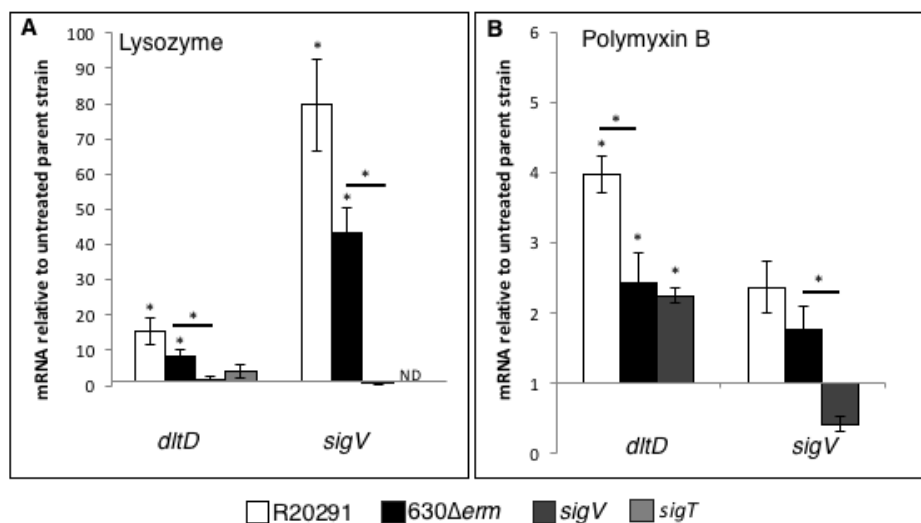 A
Lysozyme
mRNA relative to untreated parent strain
100
90
80
70
60
50
40
30
20
10
0
*
*
*
*
*
*
ND
dltD
sigV
B
Polymyxin B
mRNA relative to untreated parent strain
6
5
4
3
2
1
0
*
*
*
*
*
dltD
sigV
R20291 630Δerm sigV sigT